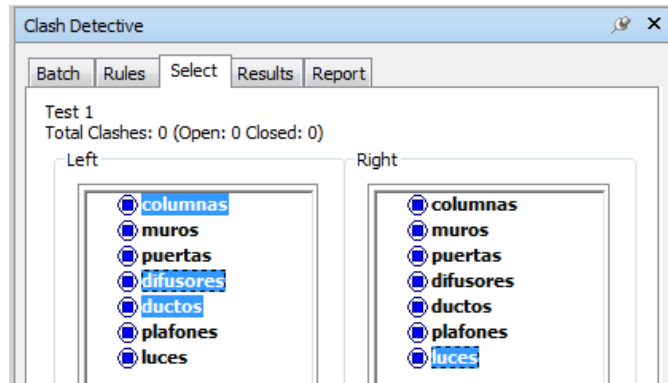 Clash Detective
Batch Rules Select Results Report
Test 1
Total Clashes: 0 (Open: 0 Closed: 0)
Left
columnas
muros
puertas
difusores
ductos
plafones
luces
Right
columnas
muros
puertas
difusores
ductos
plafones
luces